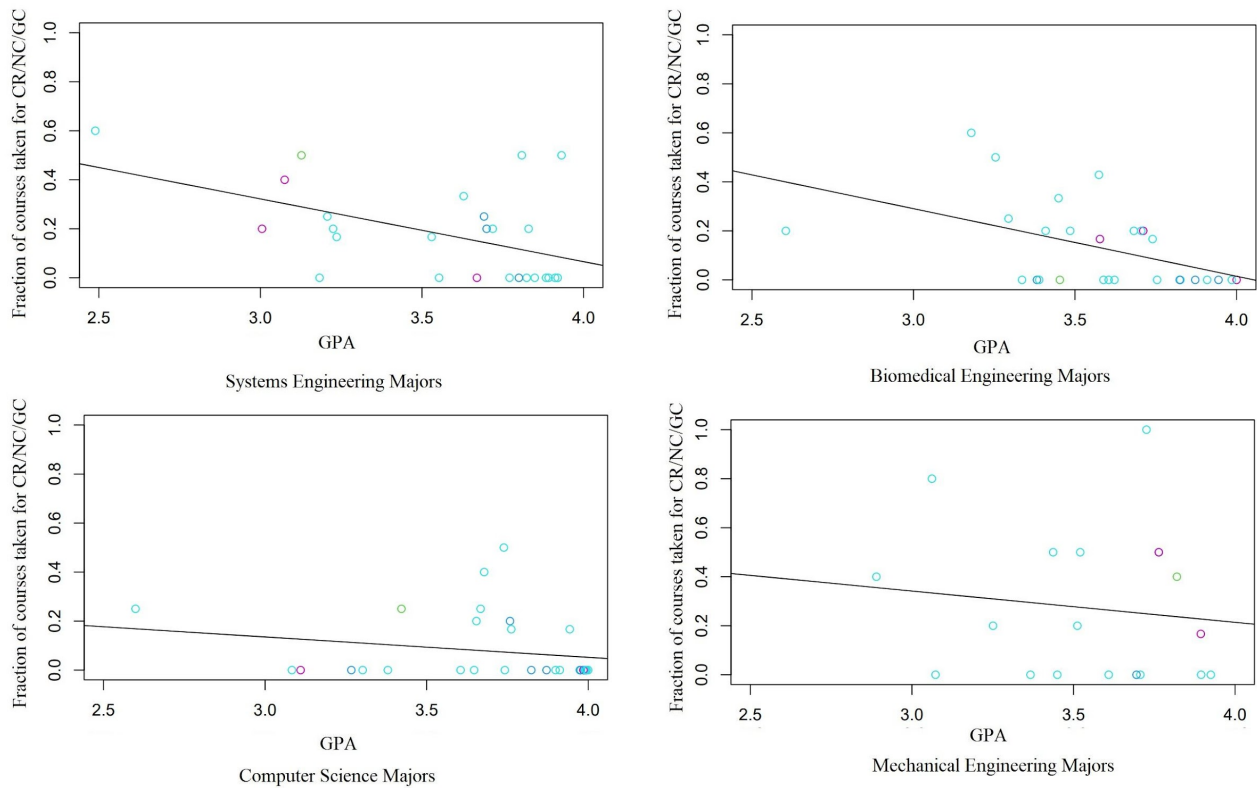 Fraction of courses taken for CR/NC/GC
1.0
0.8
0.6
0.4
0.2
0.0
2.5 3.0 3.5 4.0
GPA
Systems Engineering Majors
Fraction of courses taken for CR/NC/GC
1.0
0.8
0.6
0.4
0.2
0.0
2.5 3.0 3.5 4.0
GPA
Biomedical Engineering Majors
Fraction of courses taken for CR/NC/GC
1.0
0.8
0.6
0.4
0.2
0.0
2.5 3.0 3.5 4.0
GPA
Computer Science Majors
Fraction of courses taken for CR/NC/GC
1.0
0.8
0.6
0.4
0.2
0.0
2.5 3.0 3.5 4.0
GPA
Mechanical Engineering Majors